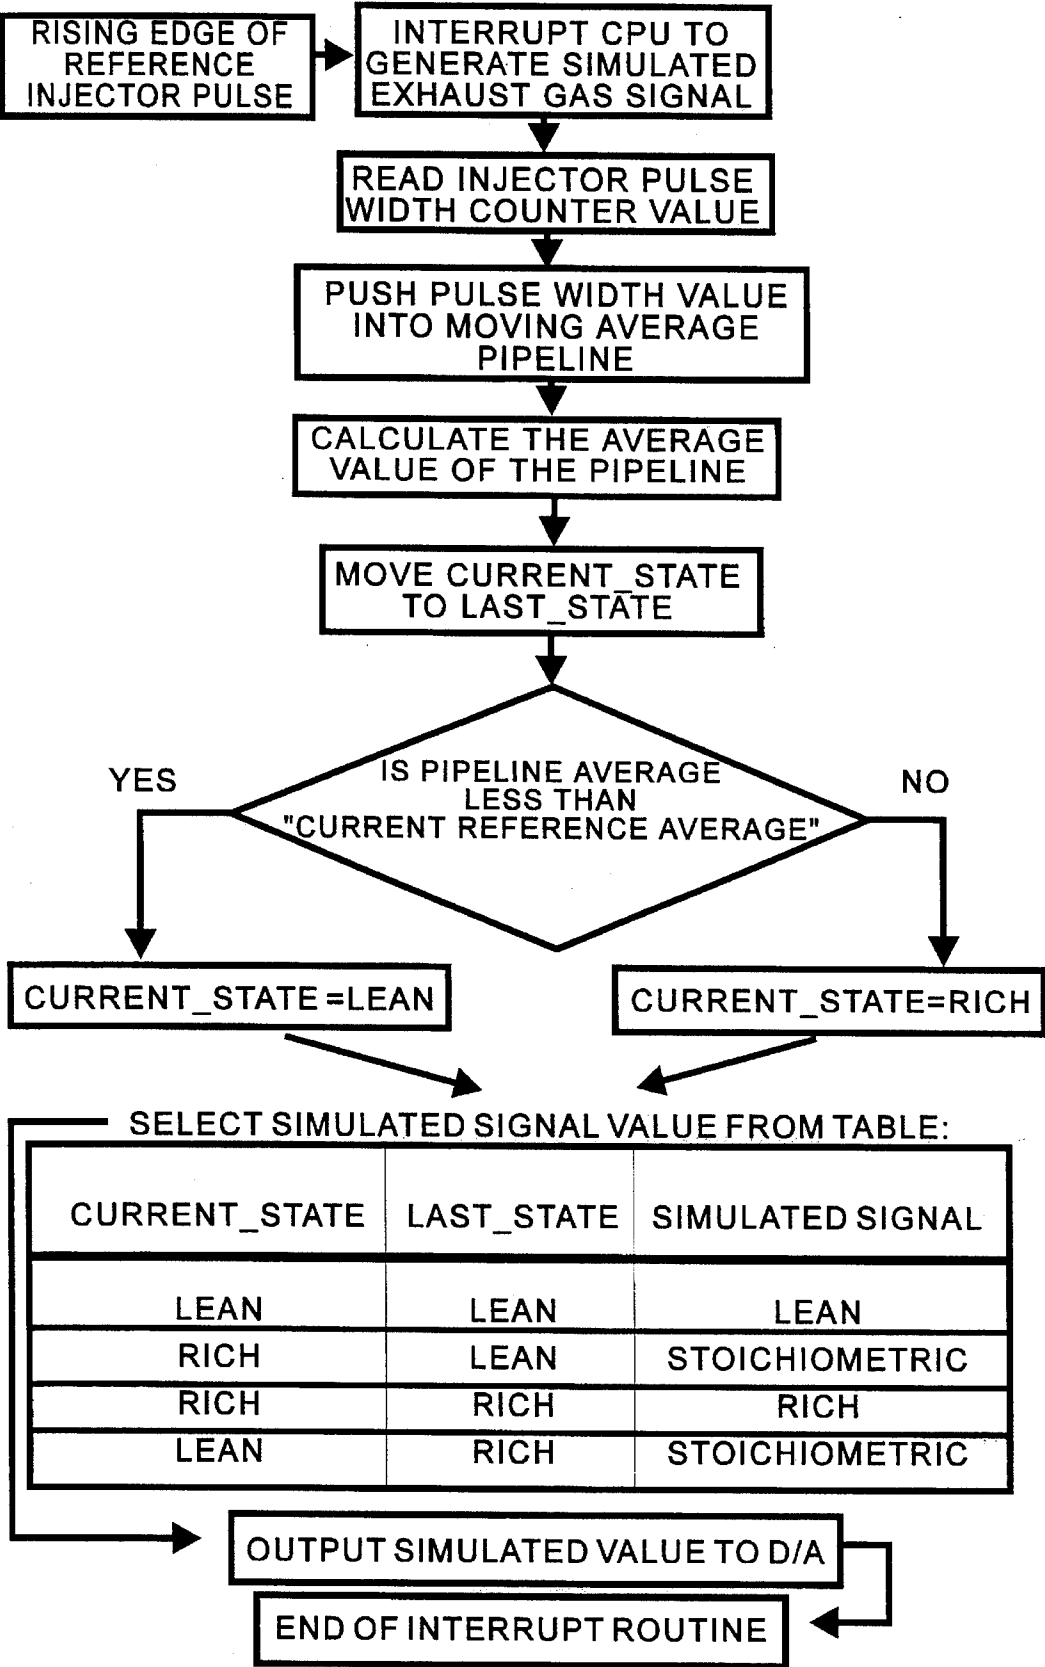 RISING EDGE OF
REFERENCE
INJECTOR PULSE
INTERRUPT CPU TO
GENERATE SIMULATED
EXHAUST GAS SIGNAL
READ INJECTOR PULSE
WIDTH COUNTER VALUE
PUSH PULSE WIDTH VALUE
INTO MOVING AVERAGE
PIPELINE
CALCULATE THE AVERAGE
VALUE OF THE PIPELINE
MOVE CURRENT_STATE
TO LAST_STATE
IS PIPELINE AVERAGE
LESS THAN
"CURRENT REFERENCE AVERAGE"
YES
NO
CURRENT_STATE=LEAN
CURRENT_STATE=RICH
SELECT SIMULATED SIGNAL VALUE FROM TABLE:
CURRENT_STATE LAST_STATE SIMULATED SIGNAL
LEAN LEAN LEAN
RICH LEAN STOICHIOMETRIC
RICH RICH RICH
LEAN RICH STOICHIOMETRIC
OUTPUT SIMULATED VALUE TO D/A
END OF INTERRUPT ROUTINE